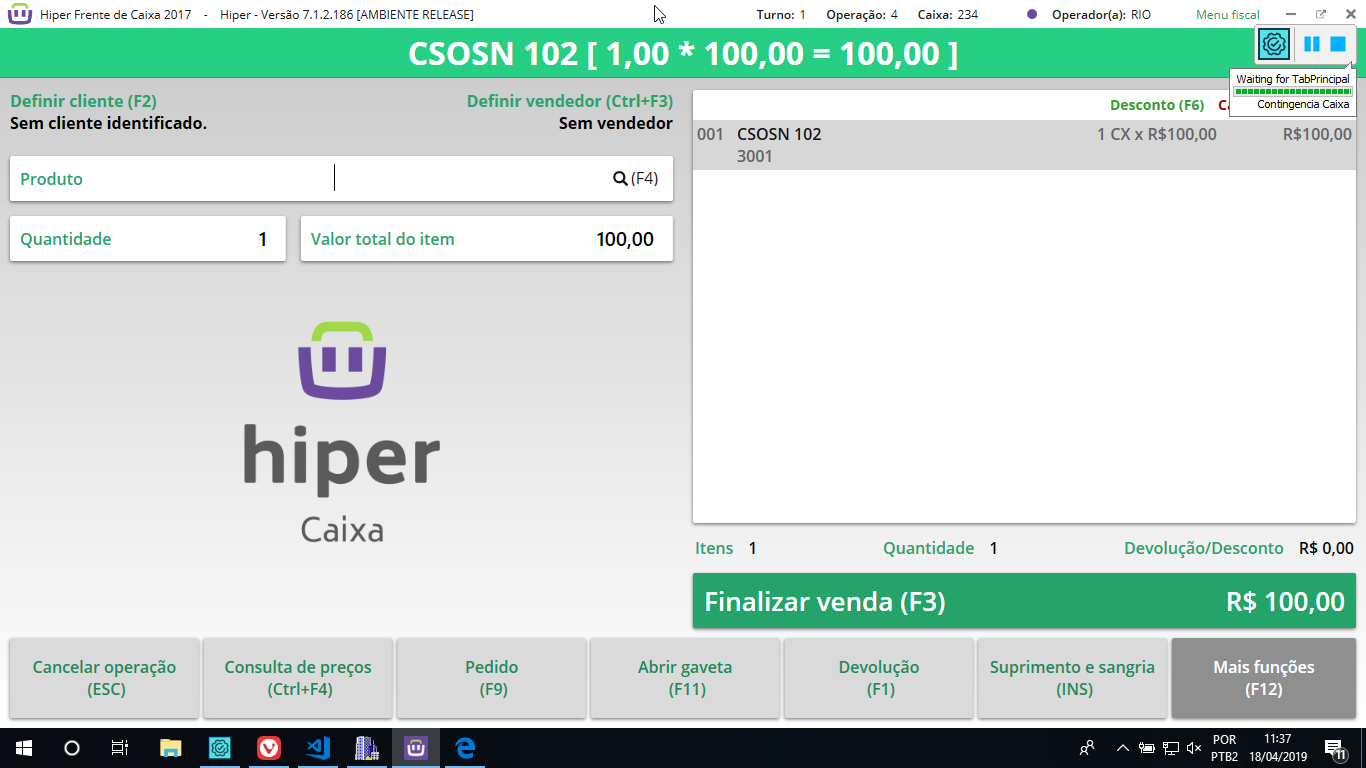 Hiper Frente de Caixa 2017 - Hiper - Versão 7.1.2.186 [AMBIENTE RELEASE] Turno: 1 Operação: 4 Caixa: 234 Operador(a): RIO Menu fiscal
CSOSN 102 [ 1,00 * 100,00 = 100,00 ]
Waiting for TabPrincipal
Contingencia Caixa
Definir cliente (F2) Definir vendedor (Ctrl+F3)
Sem cliente identificado. Sem vendedor
Produto (F4)
Quantidade 1 Valor total do item 100,00
hiper
Caixa
Desconto (F6)
001 CSOSN 102 1 CX x R$100,00 R$100,00
3001
Itens 1 Quantidade 1 Devolução/Desconto R$ 0,00
Finalizar venda (F3) R$ 100,00
Cancelar operação
(ESC)
Consulta de preços
(Ctrl+F4)
Pedido
(F9)
Abrir gaveta
(F11)
Devolução
(F1)
Suprimento e sangria
(INS)
Mais funções
(F12)
POR
PTB2
11:37
18/04/2019
11